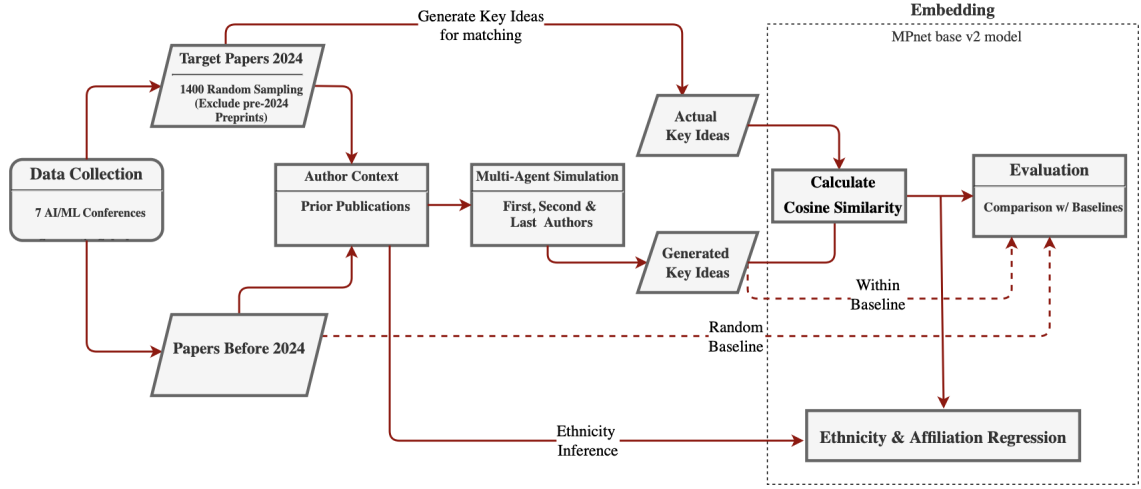 Generate Key Ideas
for matching
Embedding
MPnet base v2 model
Target Papers 2024
1400 Random Sampling
(Exclude pre-2024
Preprints)
Actual
Key Ideas
Data Collection
7 AI/ML Conferences
Author Context
Prior Publications
Multi-Agent Simulation
First, Second &
Last Authors
Calculate
Cosine Similarity
Evaluation
Comparison w/ Baselines
Generated
Key Ideas
Within
Baseline
Random
Baseline
Papers Before 2024
Ethnicity
Inference
Ethnicity & Affiliation Regression